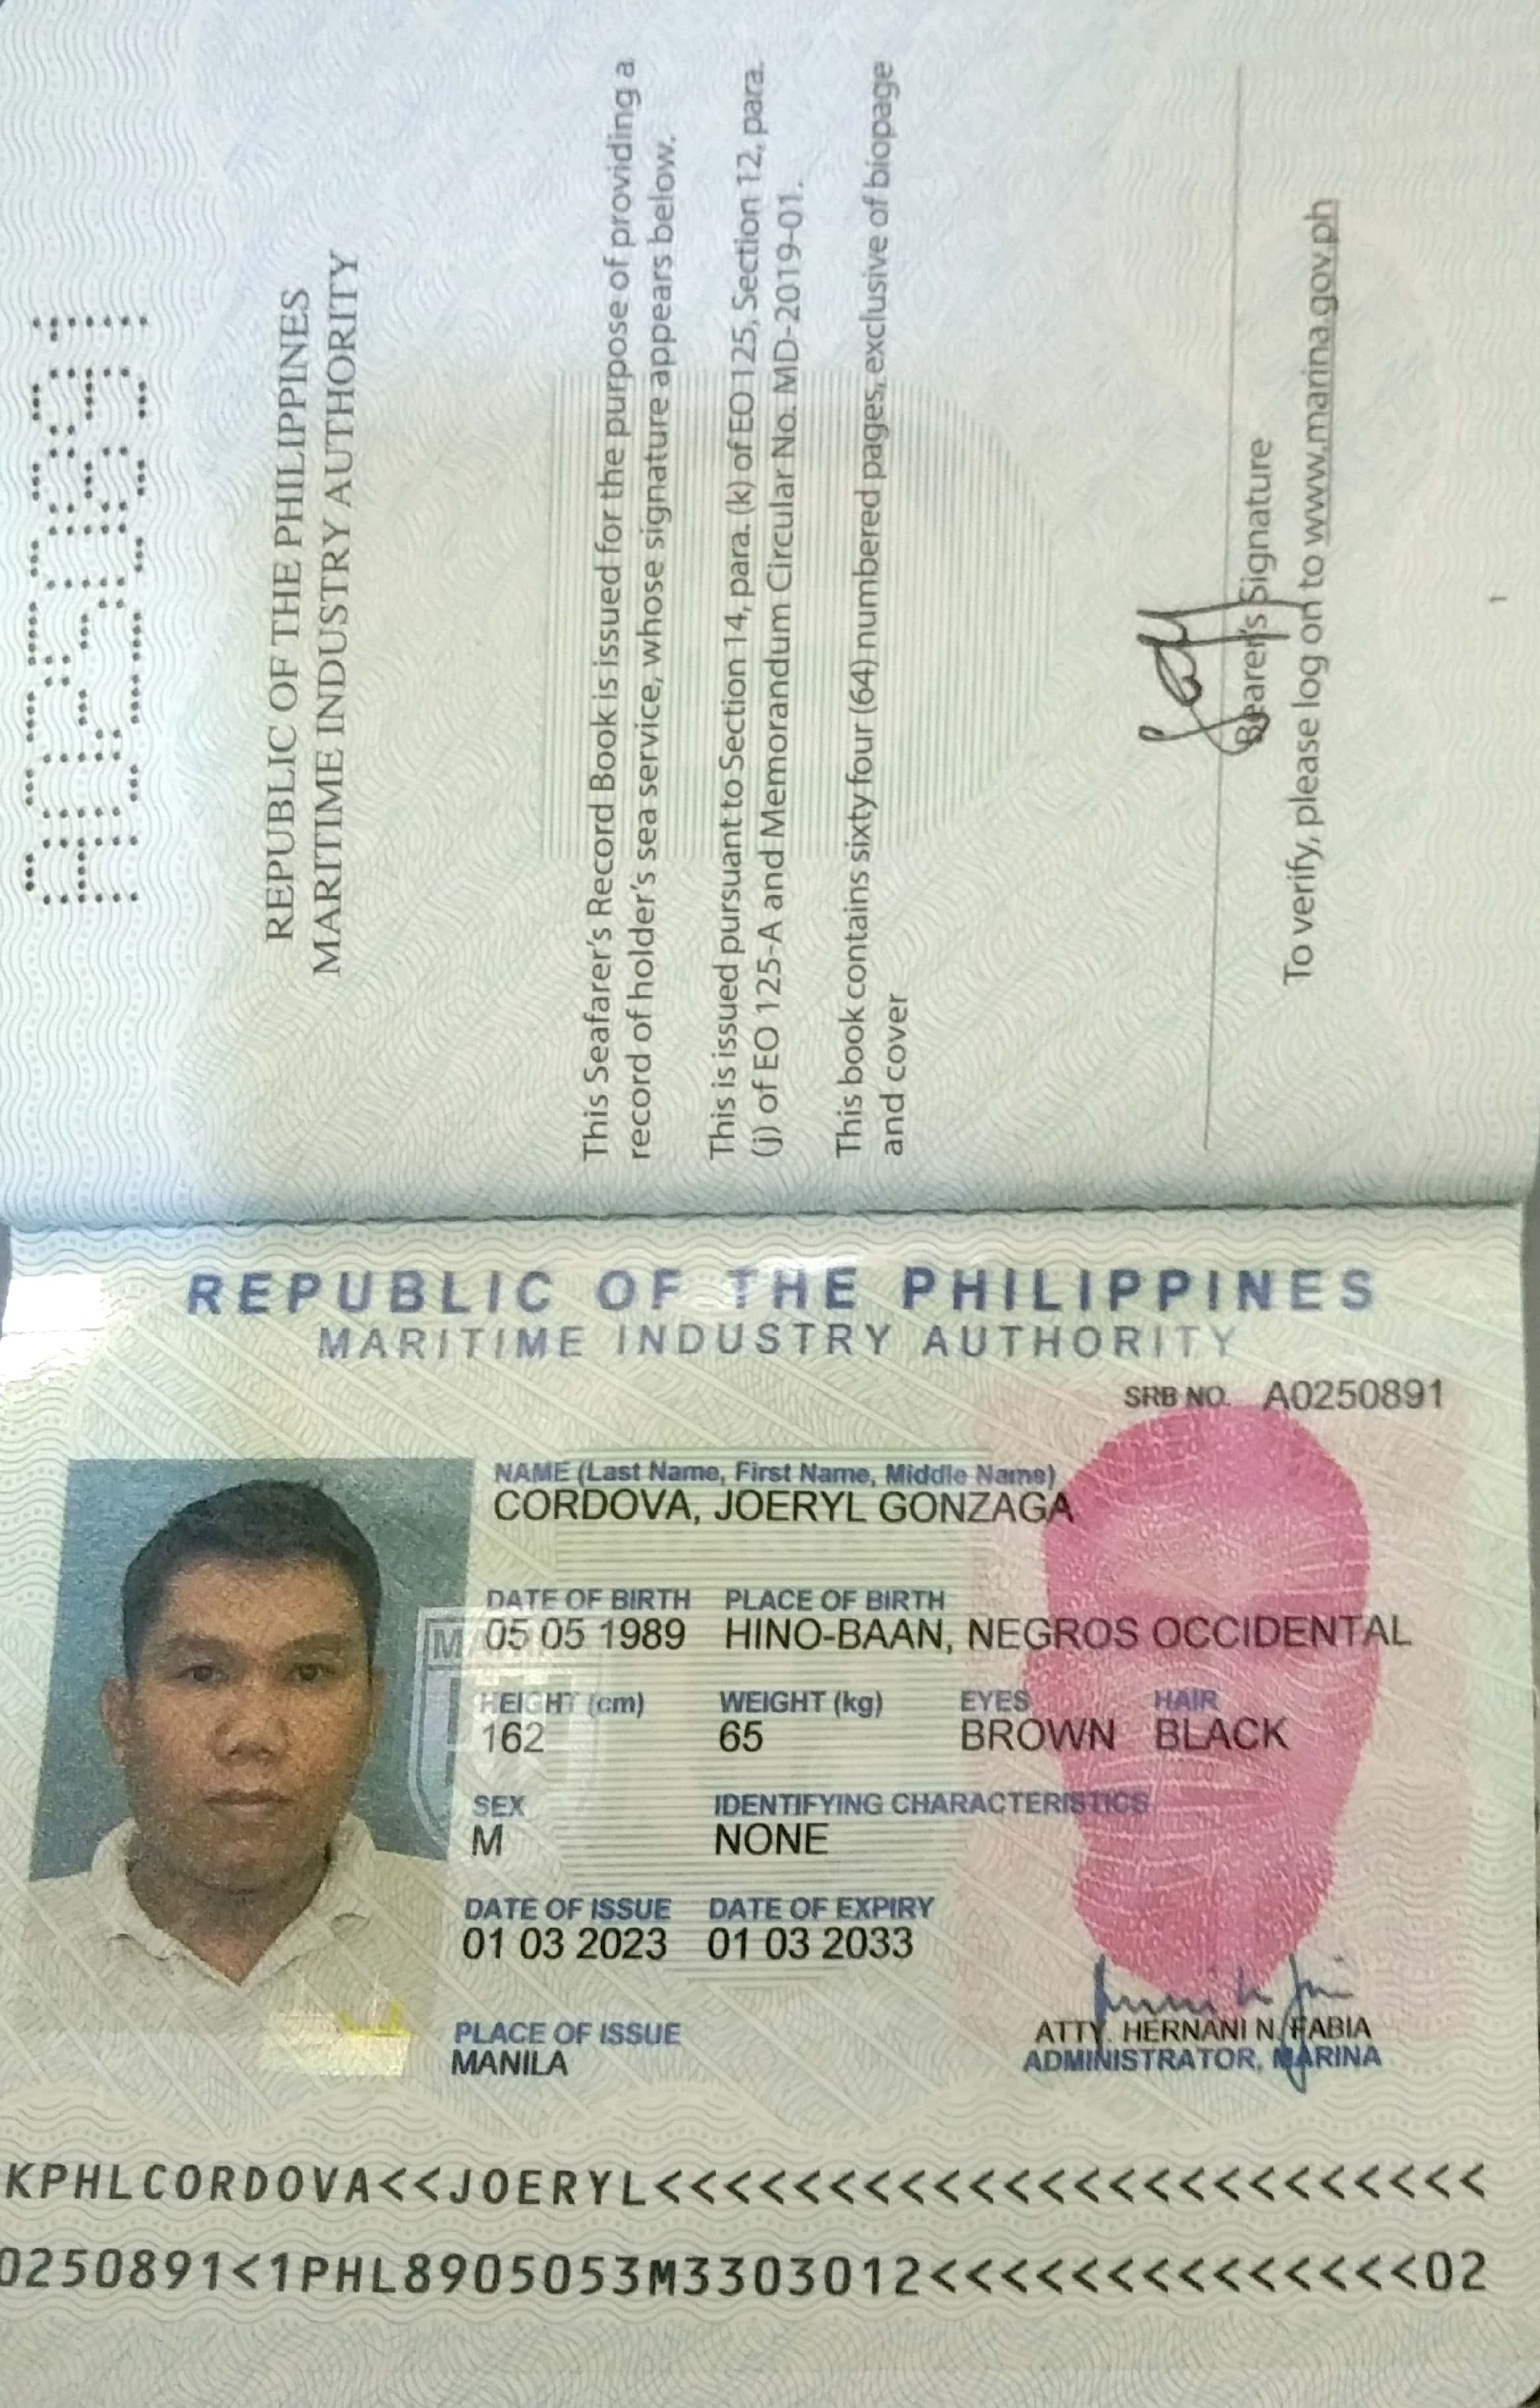 A0250891
REPUBLIC OF THE PHILIPPINES
MARITIME INDUSTRY AUTHORITY
This Seafarer's Record Book is issued for the purpose of providing a
record of holder's sea service, whose signature appears below.
This is issued pursuant to Section 14, para. (k) of EO 125, Section 12, para.
(j) of EO 125-A and Memorandum Circular No. MD-2019-01.
This book contains sixty four (64) numbered pages, exclusive of biopage
and cover
Bearer's Signature
To verify, please log on to www.marina.gov.ph
1
REPUBLIC OF THE PHILIPPINES
MARITIME INDUSTRY AUTHORITY
SRB NO. A0250891
NAME (Last Name, First Name, Middle Name)
CORDOVA, JOERYL GONZAGA
DATE OF BIRTH PLACE OF BIRTH
05 05 1989 HINO-BAAN, NEGROS OCCIDENTAL
HEIGHT (cm) WEIGHT (kg) EYES HAIR
162 65 BROWN BLACK
SEX IDENTIFYING CHARACTERISTICS
M NONE
DATE OF ISSUE DATE OF EXPIRY
01 03 2023 01 03 2033
PLACE OF ISSUE
MANILA
ATTY. HERNANI N. FABIA
ADMINISTRATOR, MARINA
KPHLCORDOVA<<JOERYL<<<<<<<<<<<<<<<<<<<<<<<<
0250891<1PHL8905053M3303012<<<<<<<<<<<<<<02